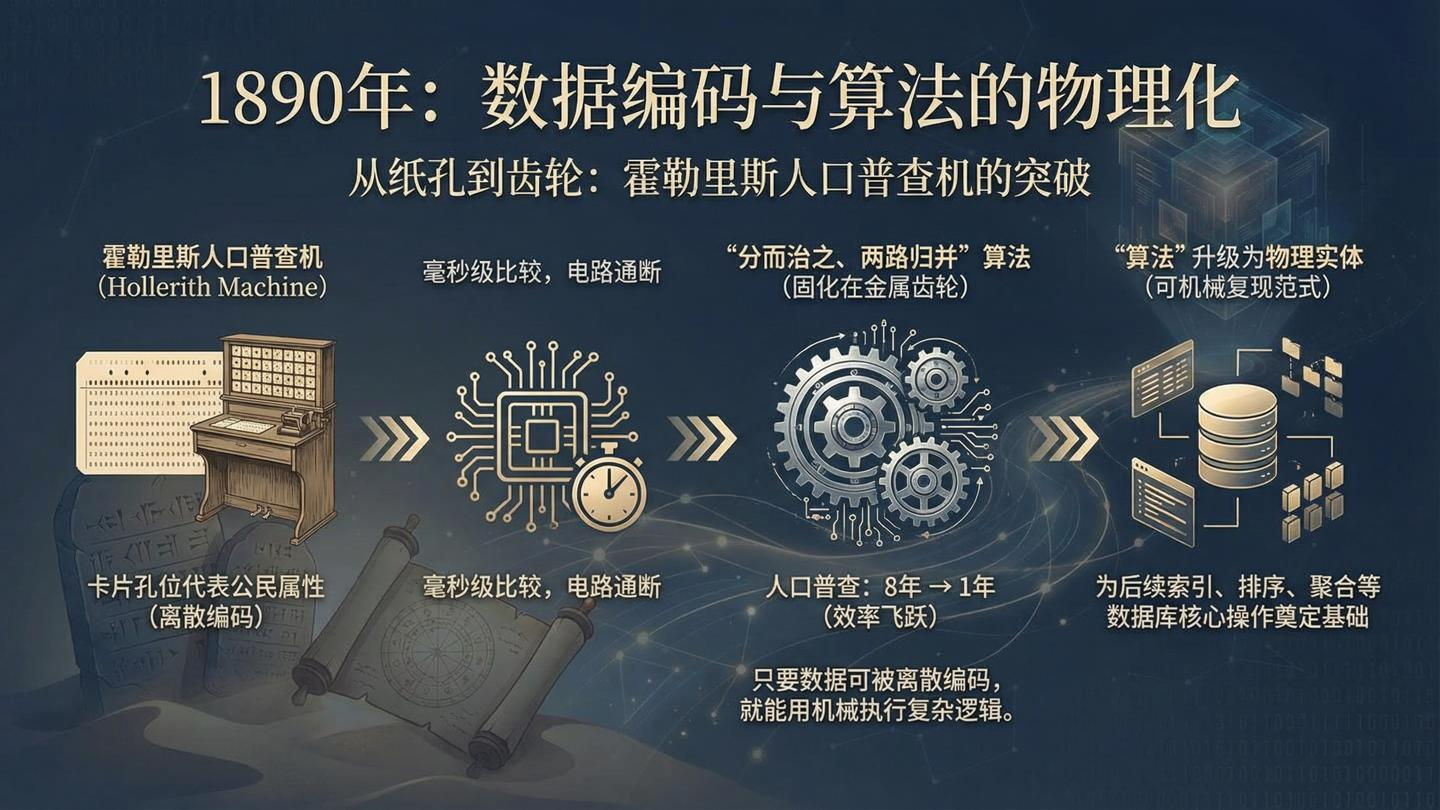 1890年：数据编码与算法的物理化
从纸孔到齿轮：霍勒里斯人口普查机的突破
霍勒里斯人口普查机
（Hollerith Machine）
卡片孔位代表公民属性
（离散编码）
毫秒级比较，电路通断
毫秒级比较，电路通断
“分而治之、两路归并”算法
（固化在金属齿轮）
人口普查：8年 → 1年
（效率飞跃）
只要数据可被离散编码，
就能用机械执行复杂逻辑。
“算法”升级为物理实体
（可机械复现范式）
为后续索引、排序、聚合等
数据库核心操作奠定基础